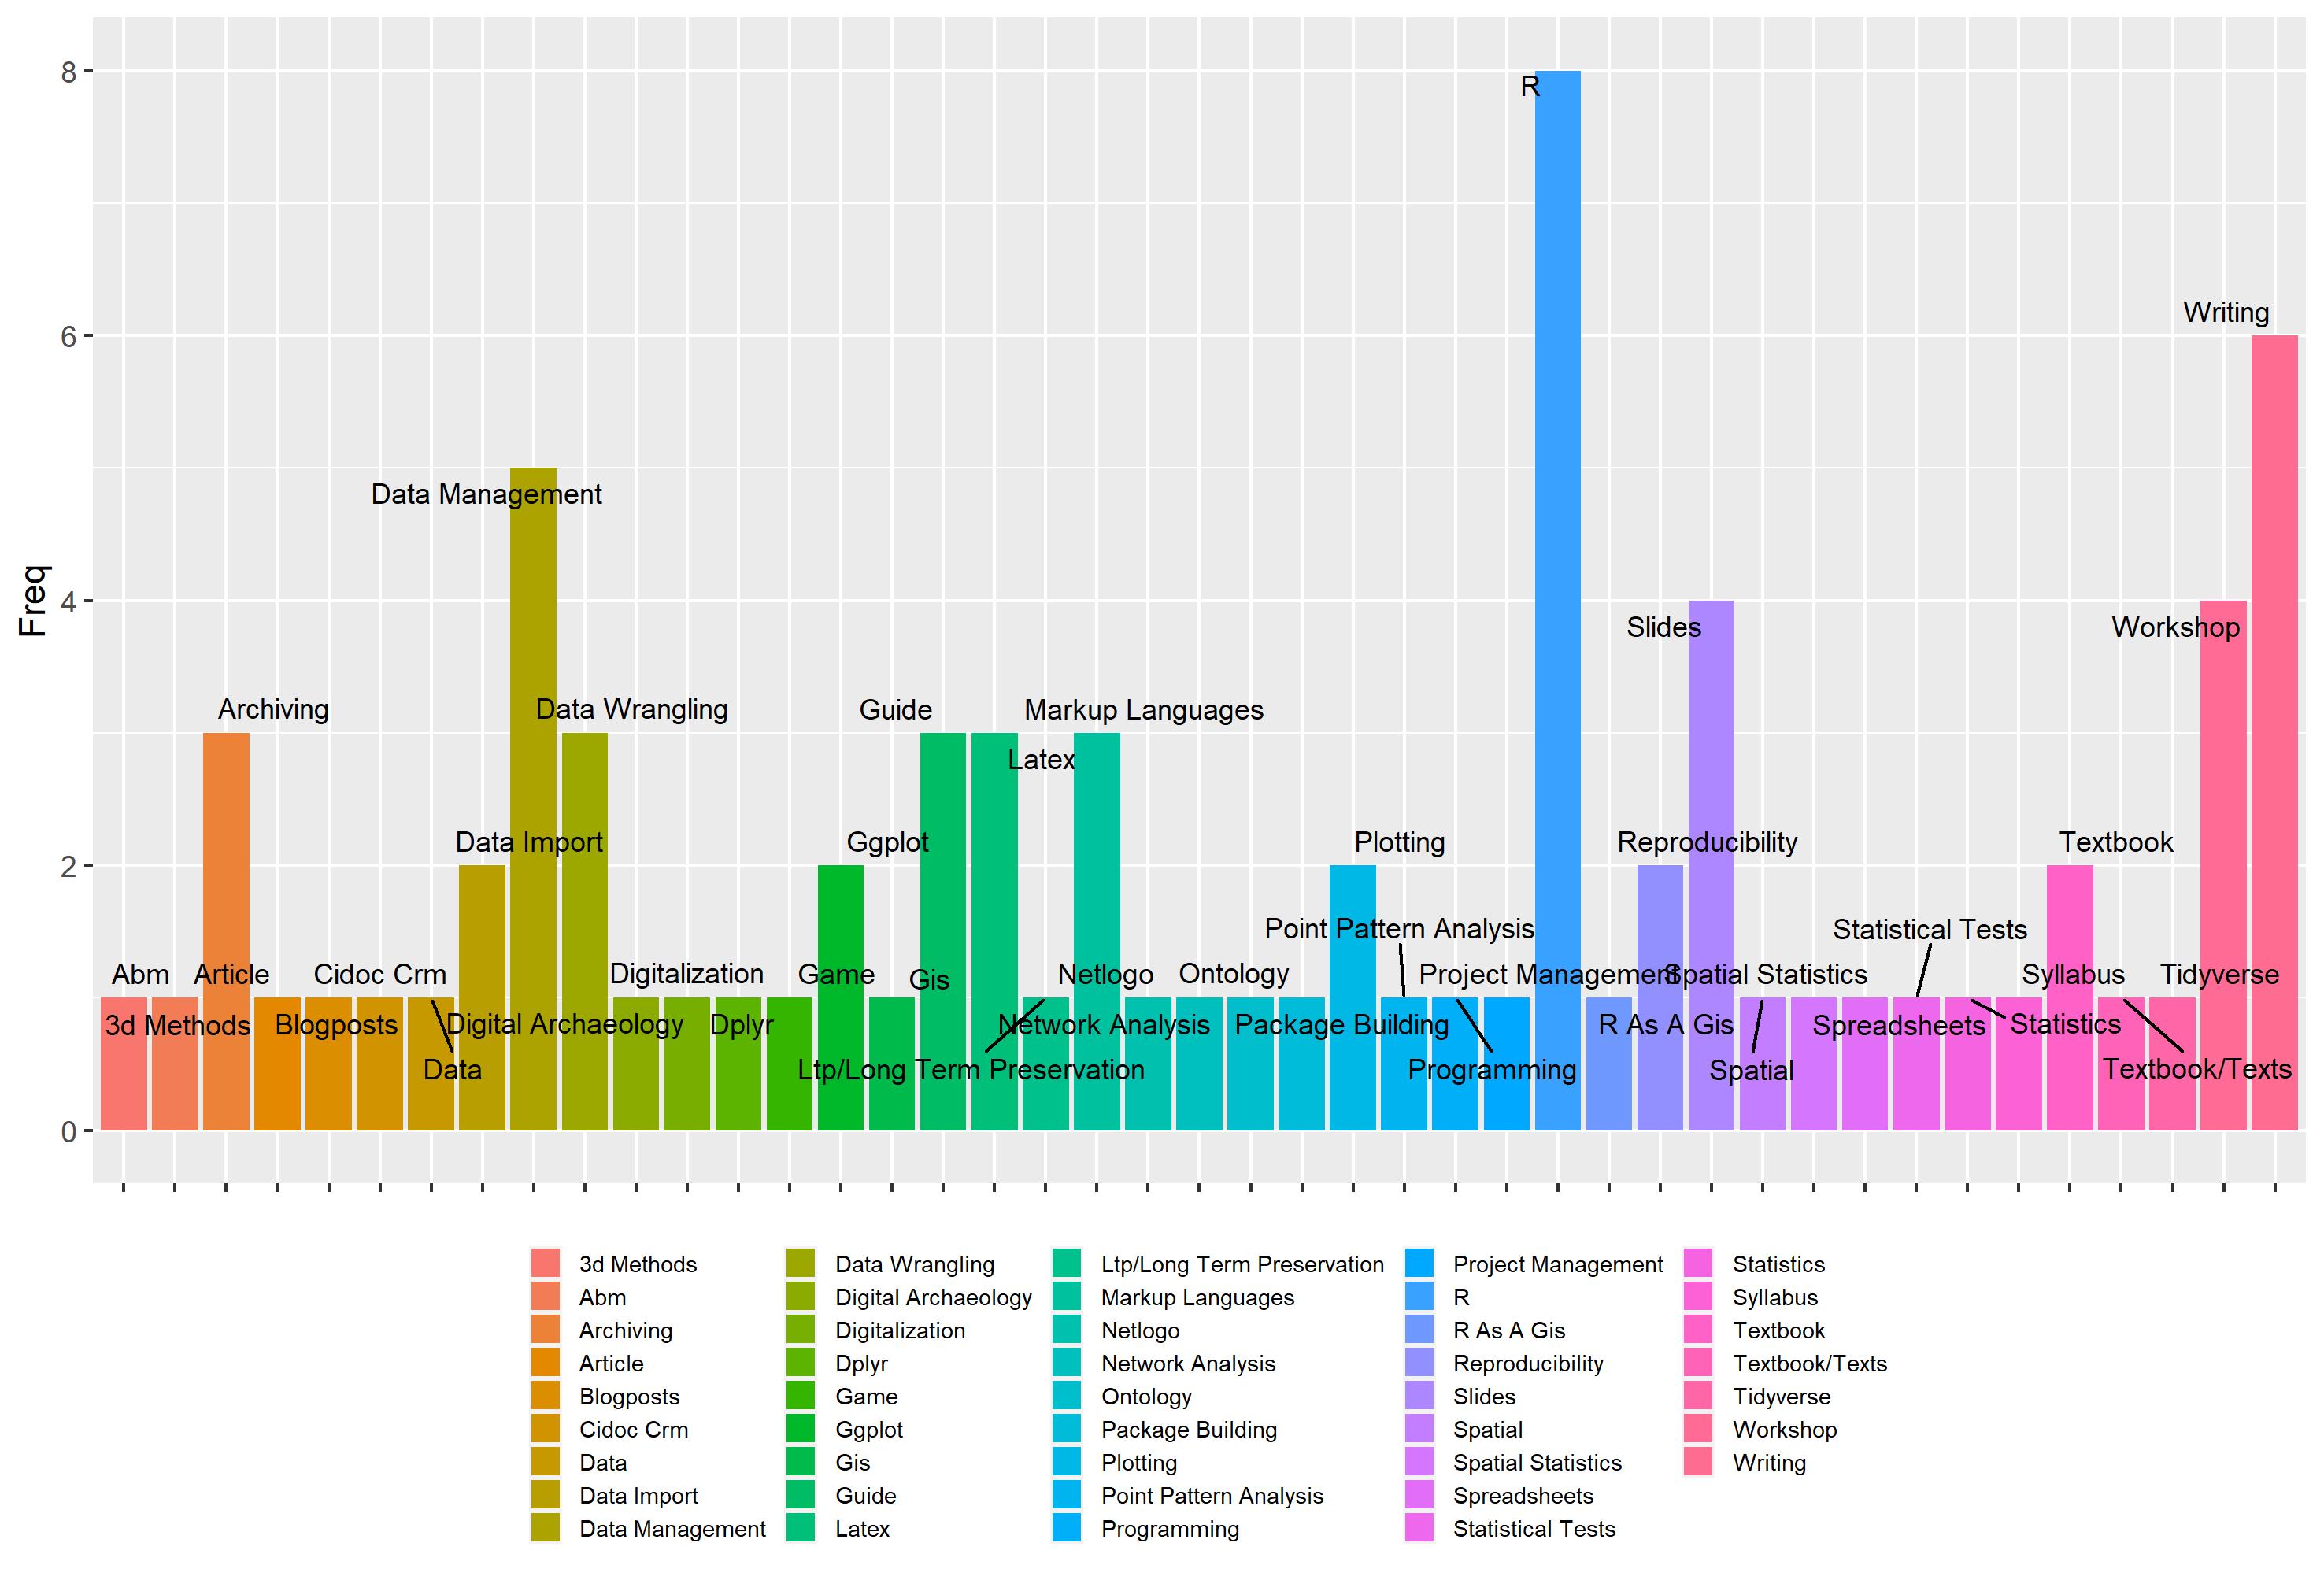 8
R
Writing
6
Data Management
Freq
4
Slides
Workshop
Archiving
Data Wrangling
Guide
Markup Languages
Latex
Data Import
Ggplot
Plotting
Reproducibility
Textbook
2
Point Pattern Analysis
Statistical Tests
Abm
Article
Cidoc Crm
Digitalization
Game
Gis
Netlogo
Ontology
Project Management
Spatial Statistics
Syllabus
Tidyverse
3d Methods
Blogposts
Digital Archaeology
Dplyr
Network Analysis
Package Building
R As A Gis
Spreadsheets
Statistics
Data
Ltp/Long Term Preservation
Programming
Spatial
Textbook/Texts
0
3d Methods
Abm
Archiving
Article
Blogposts
Cidoc Crm
Data
Data Import
Data Management
Data Wrangling
Digital Archaeology
Digitalization
Dplyr
Game
Ggplot
Gis
Guide
Latex
Ltp/Long Term Preservation
Markup Languages
Netlogo
Network Analysis
Ontology
Package Building
Plotting
Point Pattern Analysis
Programming
Project Management
R
R As A Gis
Reproducibility
Slides
Spatial
Spatial Statistics
Spreadsheets
Statistical Tests
Statistics
Syllabus
Textbook
Textbook/Texts
Tidyverse
Workshop
Writing